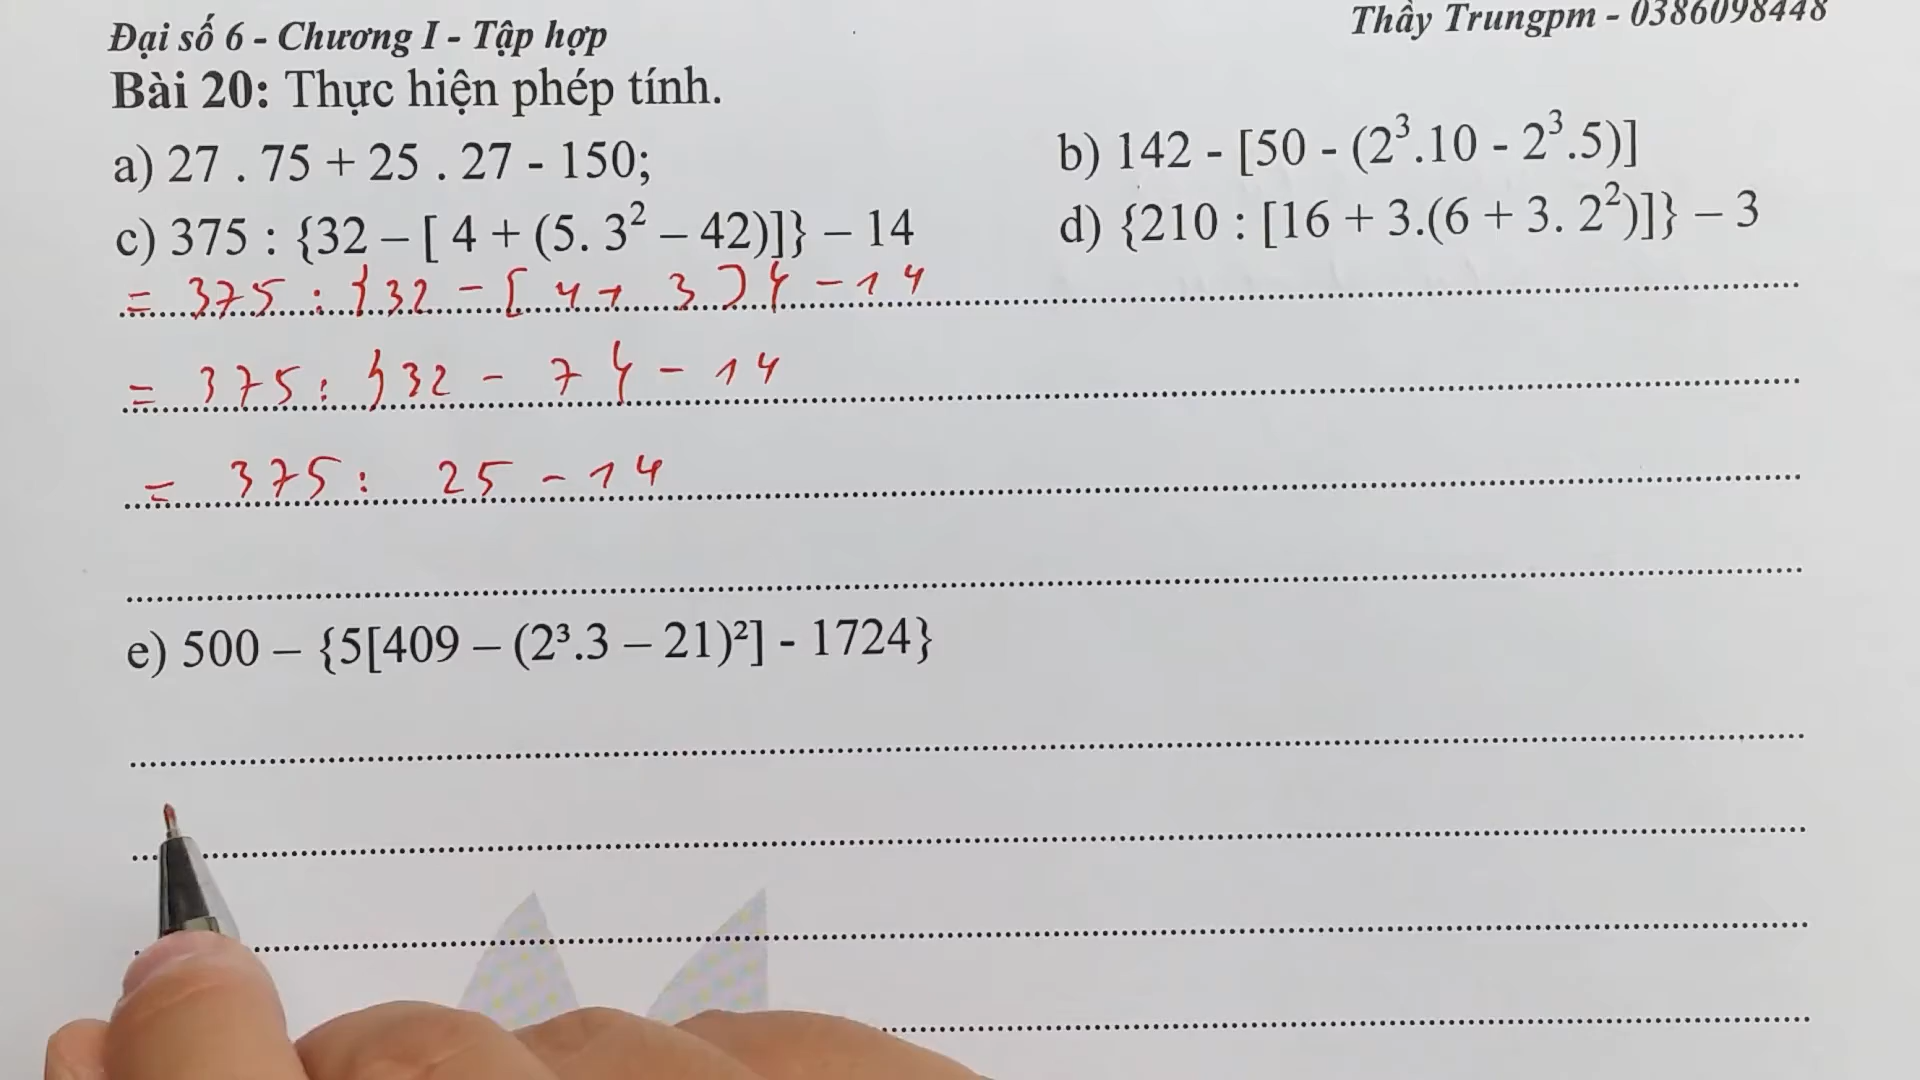 Đại số 6 - Chương I - Tập hợp
Thầy Trungpm - 0386098448
Bài 20: Thực hiện phép tính.
a) 27 . 75 + 25 . 27 - 150;
b) 142 - [50 - (2³.10 - 2³.5)]
c) 375 : {32 – [ 4 + (5. 3² – 42)]} – 14
d) {210 : [16 + 3.(6 + 3. 2²)]} – 3
= 375 : {32 - [ 4 + 3 ] } - 14
= 375 : } 32 - 7 } - 14
= 375 : 25 - 14
e) 500 – {5[409 – (2³.3 – 21)²] - 1724}